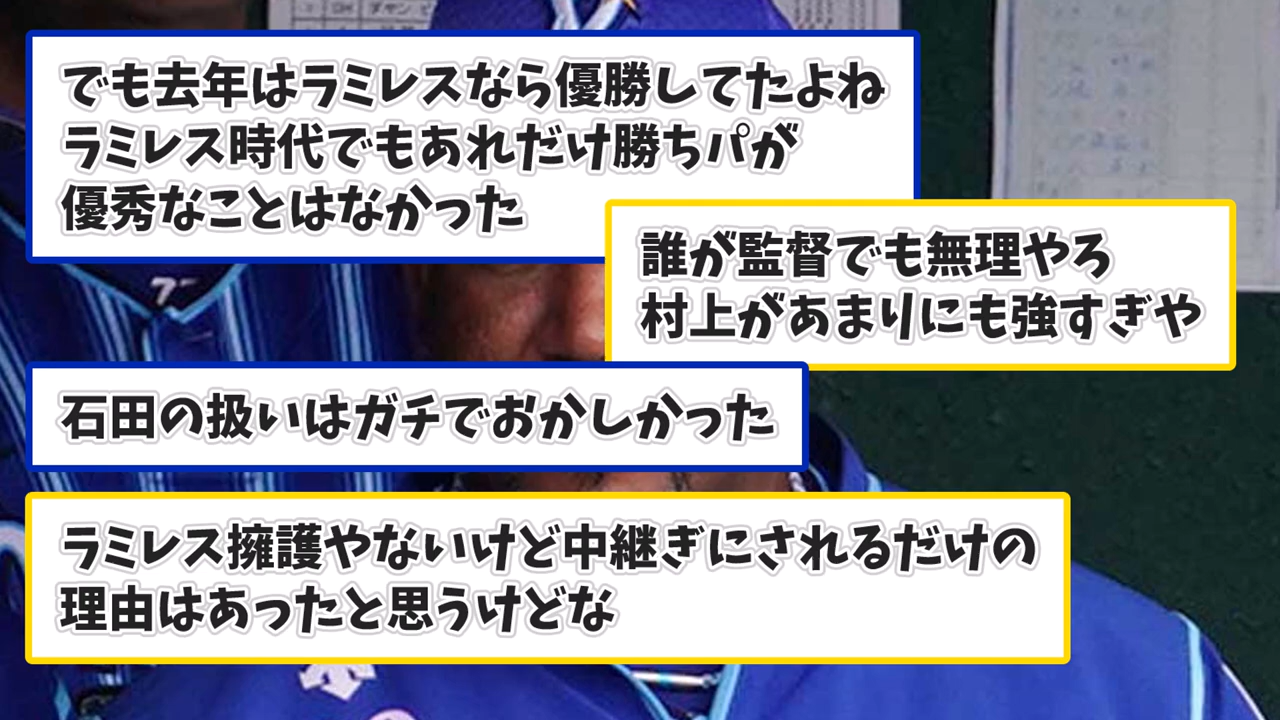 でも去年はラミレスなら優勝してたよね
ラミレス時代でもあれだけ勝ちパが
優秀なことはなかった
誰が監督でも無理やろ
村上があまりにも強すぎや
石田の扱いはガチでおかしかった
ラミレス擁護やないけど中継ぎにされるだけの
理由はあったと思うけどな